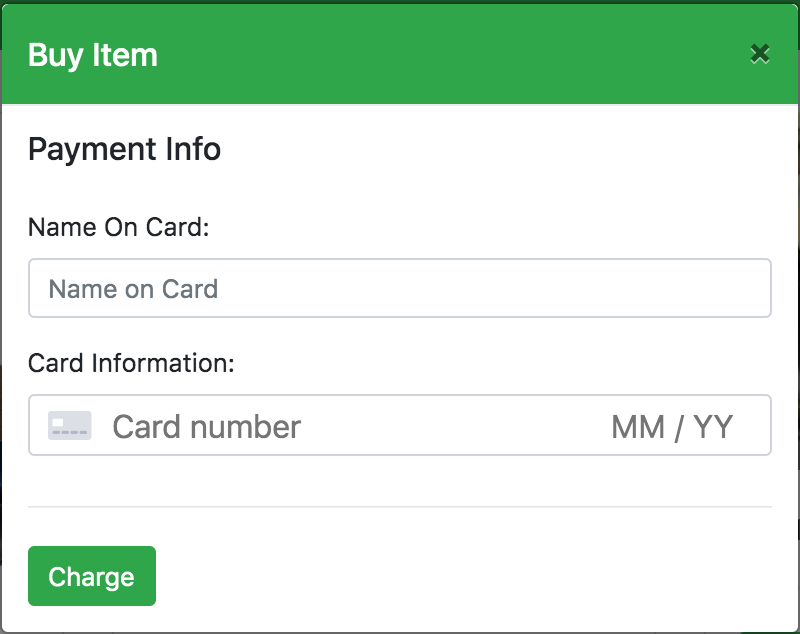 Buy Item
×
Payment Info
Name On Card:
Name on Card
Card Information:
Card number MM / YY
Charge